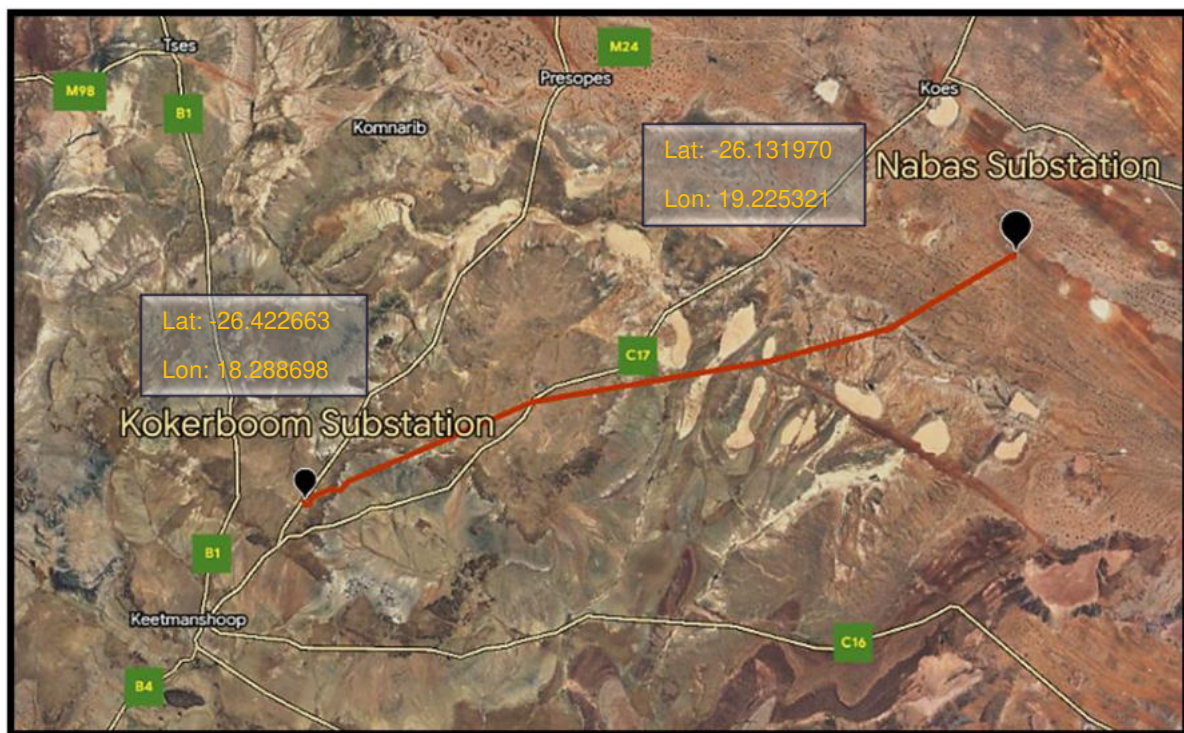 Tses
M24
M98
Presopes
Koes
B1
Komnarib
Lat: -26.131970
Lon: 19.225321
Nabas Substation
Lat: -26.422663
Lon: 18.288698
C17
Kokerboom Substation
B1
Keetmanshoop
C16
B4